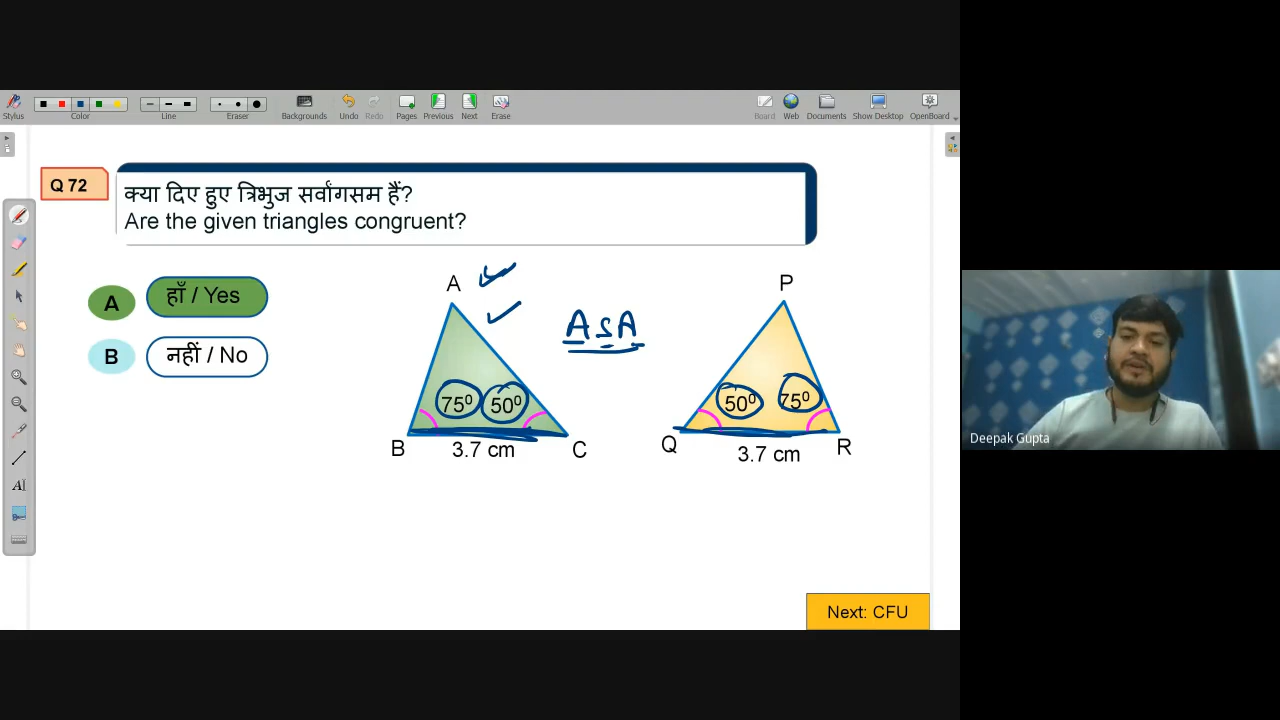 Stylus
Color
Line
Eraser
Backgrounds
Undo
Redo
Pages
Previous
Next
Erase
Board
Web
Documents
Show Desktop
OpenBoard
Q 72
क्या दिए हुए त्रिभुज सर्वांगसम हैं?
Are the given triangles congruent?
A
हाँ / Yes
B
नहीं / No
A
ASA
75⁰
50⁰
B
3.7 cm
C
P
50⁰
75⁰
Q
3.7 cm
R
Next: CFU
Deepak Gupta